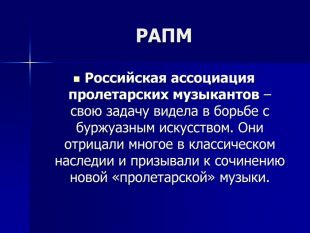 РАПМ
Российская ассоциация
пролетарских музыкантов –
свою задачу видела в борьбе с
буржуазным искусством. Они
отрицали многое в классическом
наследии и призывали к сочинению
новой «пролетарской» музыки.